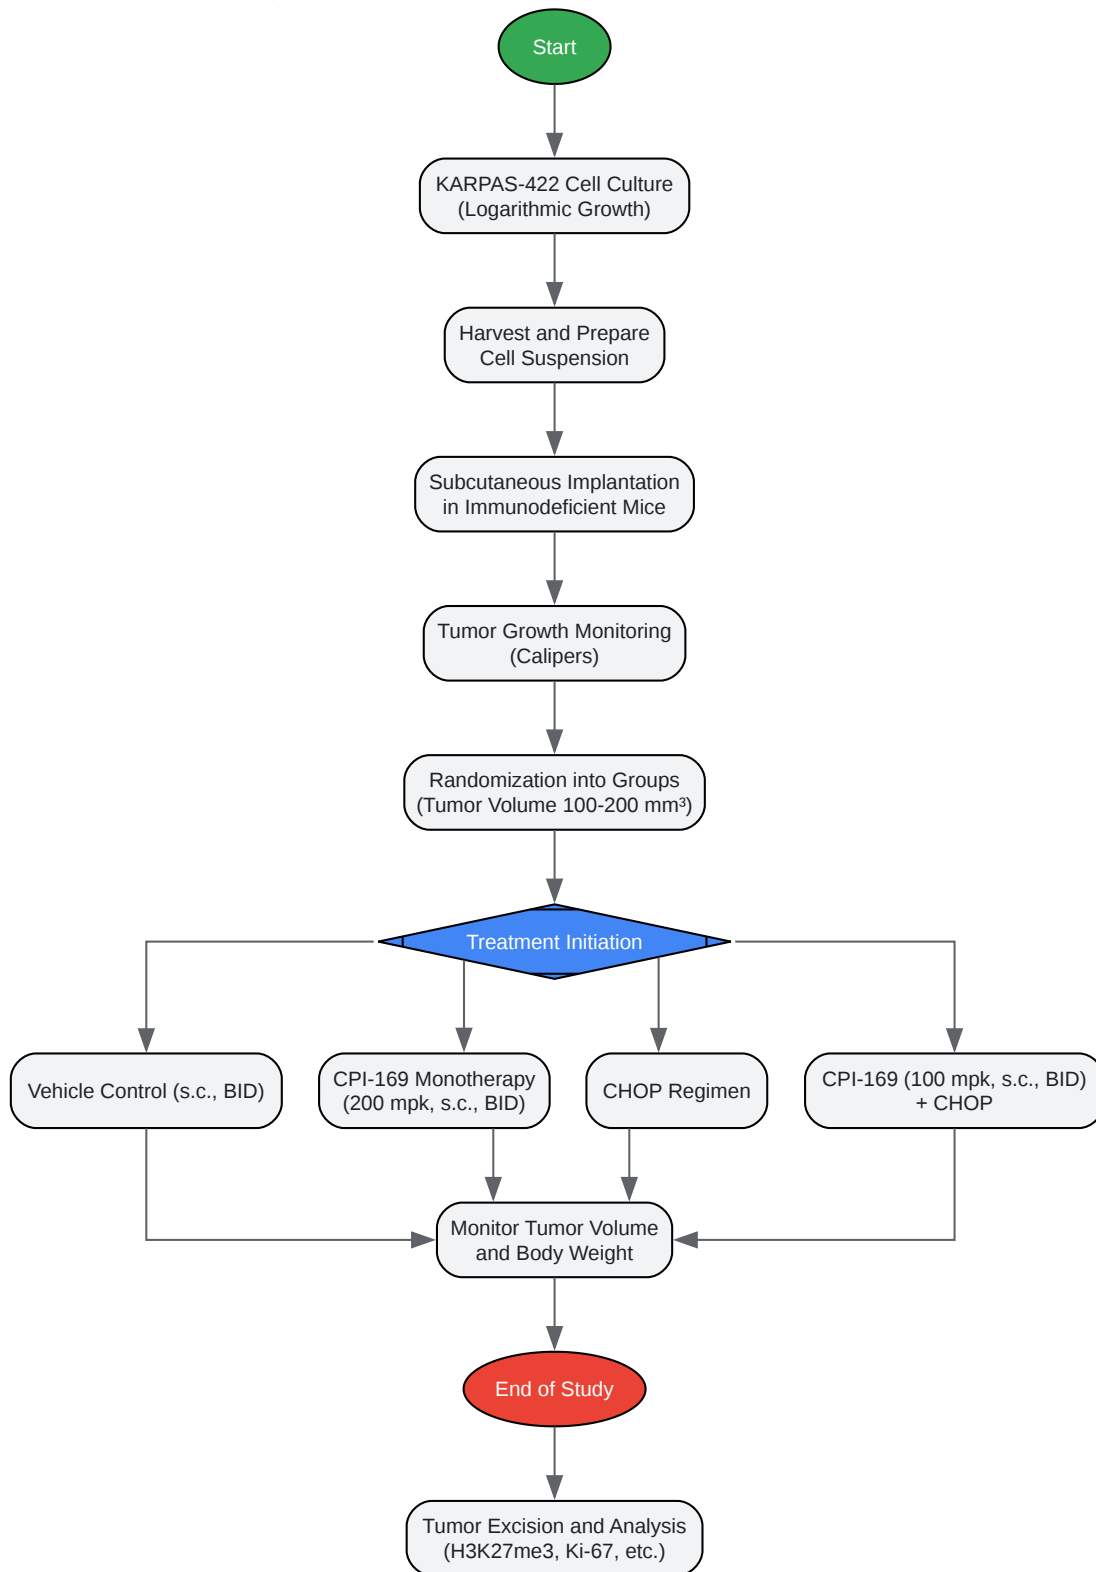 Start
KARPAS-422 Cell Culture
(Logarithmic Growth)
Harvest and Prepare
Cell Suspension
Subcutaneous Implantation
in Immunodeficient Mice
Tumor Growth Monitoring
(Calipers)
Randomization into Groups
(Tumor Volume 100-200 mm³)
Treatment Initiation
Vehicle Control (s.c., BID)
CPI-169 Monotherapy
(200 mpk, s.c., BID)
CHOP Regimen
CPI-169 (100 mpk, s.c., BID)
+ CHOP
Monitor Tumor Volume
and Body Weight
End of Study
Tumor Excision and Analysis
(H3K27me3, Ki-67, etc.)